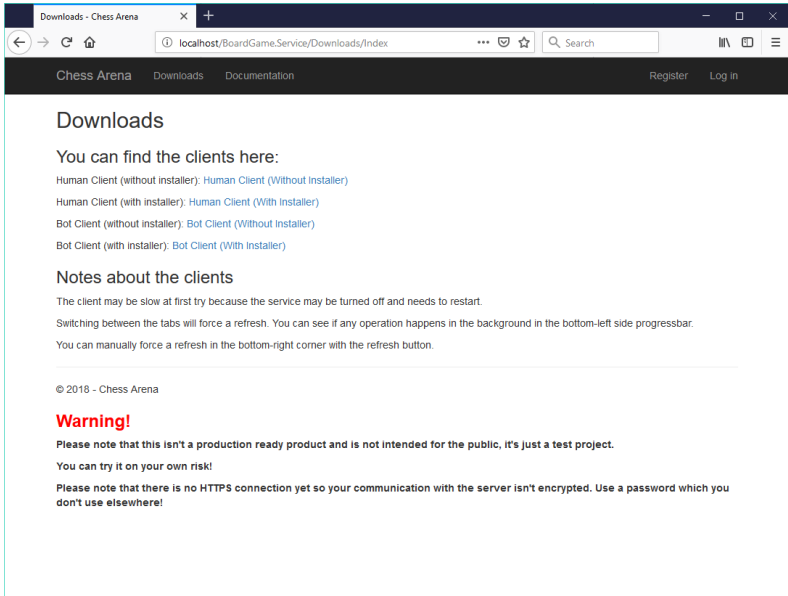 Downloads - Chess Arena
localhost/BoardGame.Service/Downloads/Index
Search
Chess Arena Downloads Documentation Register Log in
Downloads
You can find the clients here:
Human Client (without installer): Human Client (Without Installer)
Human Client (with installer): Human Client (With Installer)
Bot Client (without installer): Bot Client (Without Installer)
Bot Client (with installer): Bot Client (With Installer)
Notes about the clients
The client may be slow at first try because the service may be turned off and needs to restart.
Switching between the tabs will force a refresh. You can see if any operation happens in the background in the bottom-left side progressbar.
You can manually force a refresh in the bottom-right corner with the refresh button.
© 2018 - Chess Arena
Warning!
Please note that this isn't a production ready product and is not intended for the public, it's just a test project.
You can try it on your own risk!
Please note that there is no HTTPS connection yet so your communication with the server isn't encrypted. Use a password which you
don't use elsewhere!